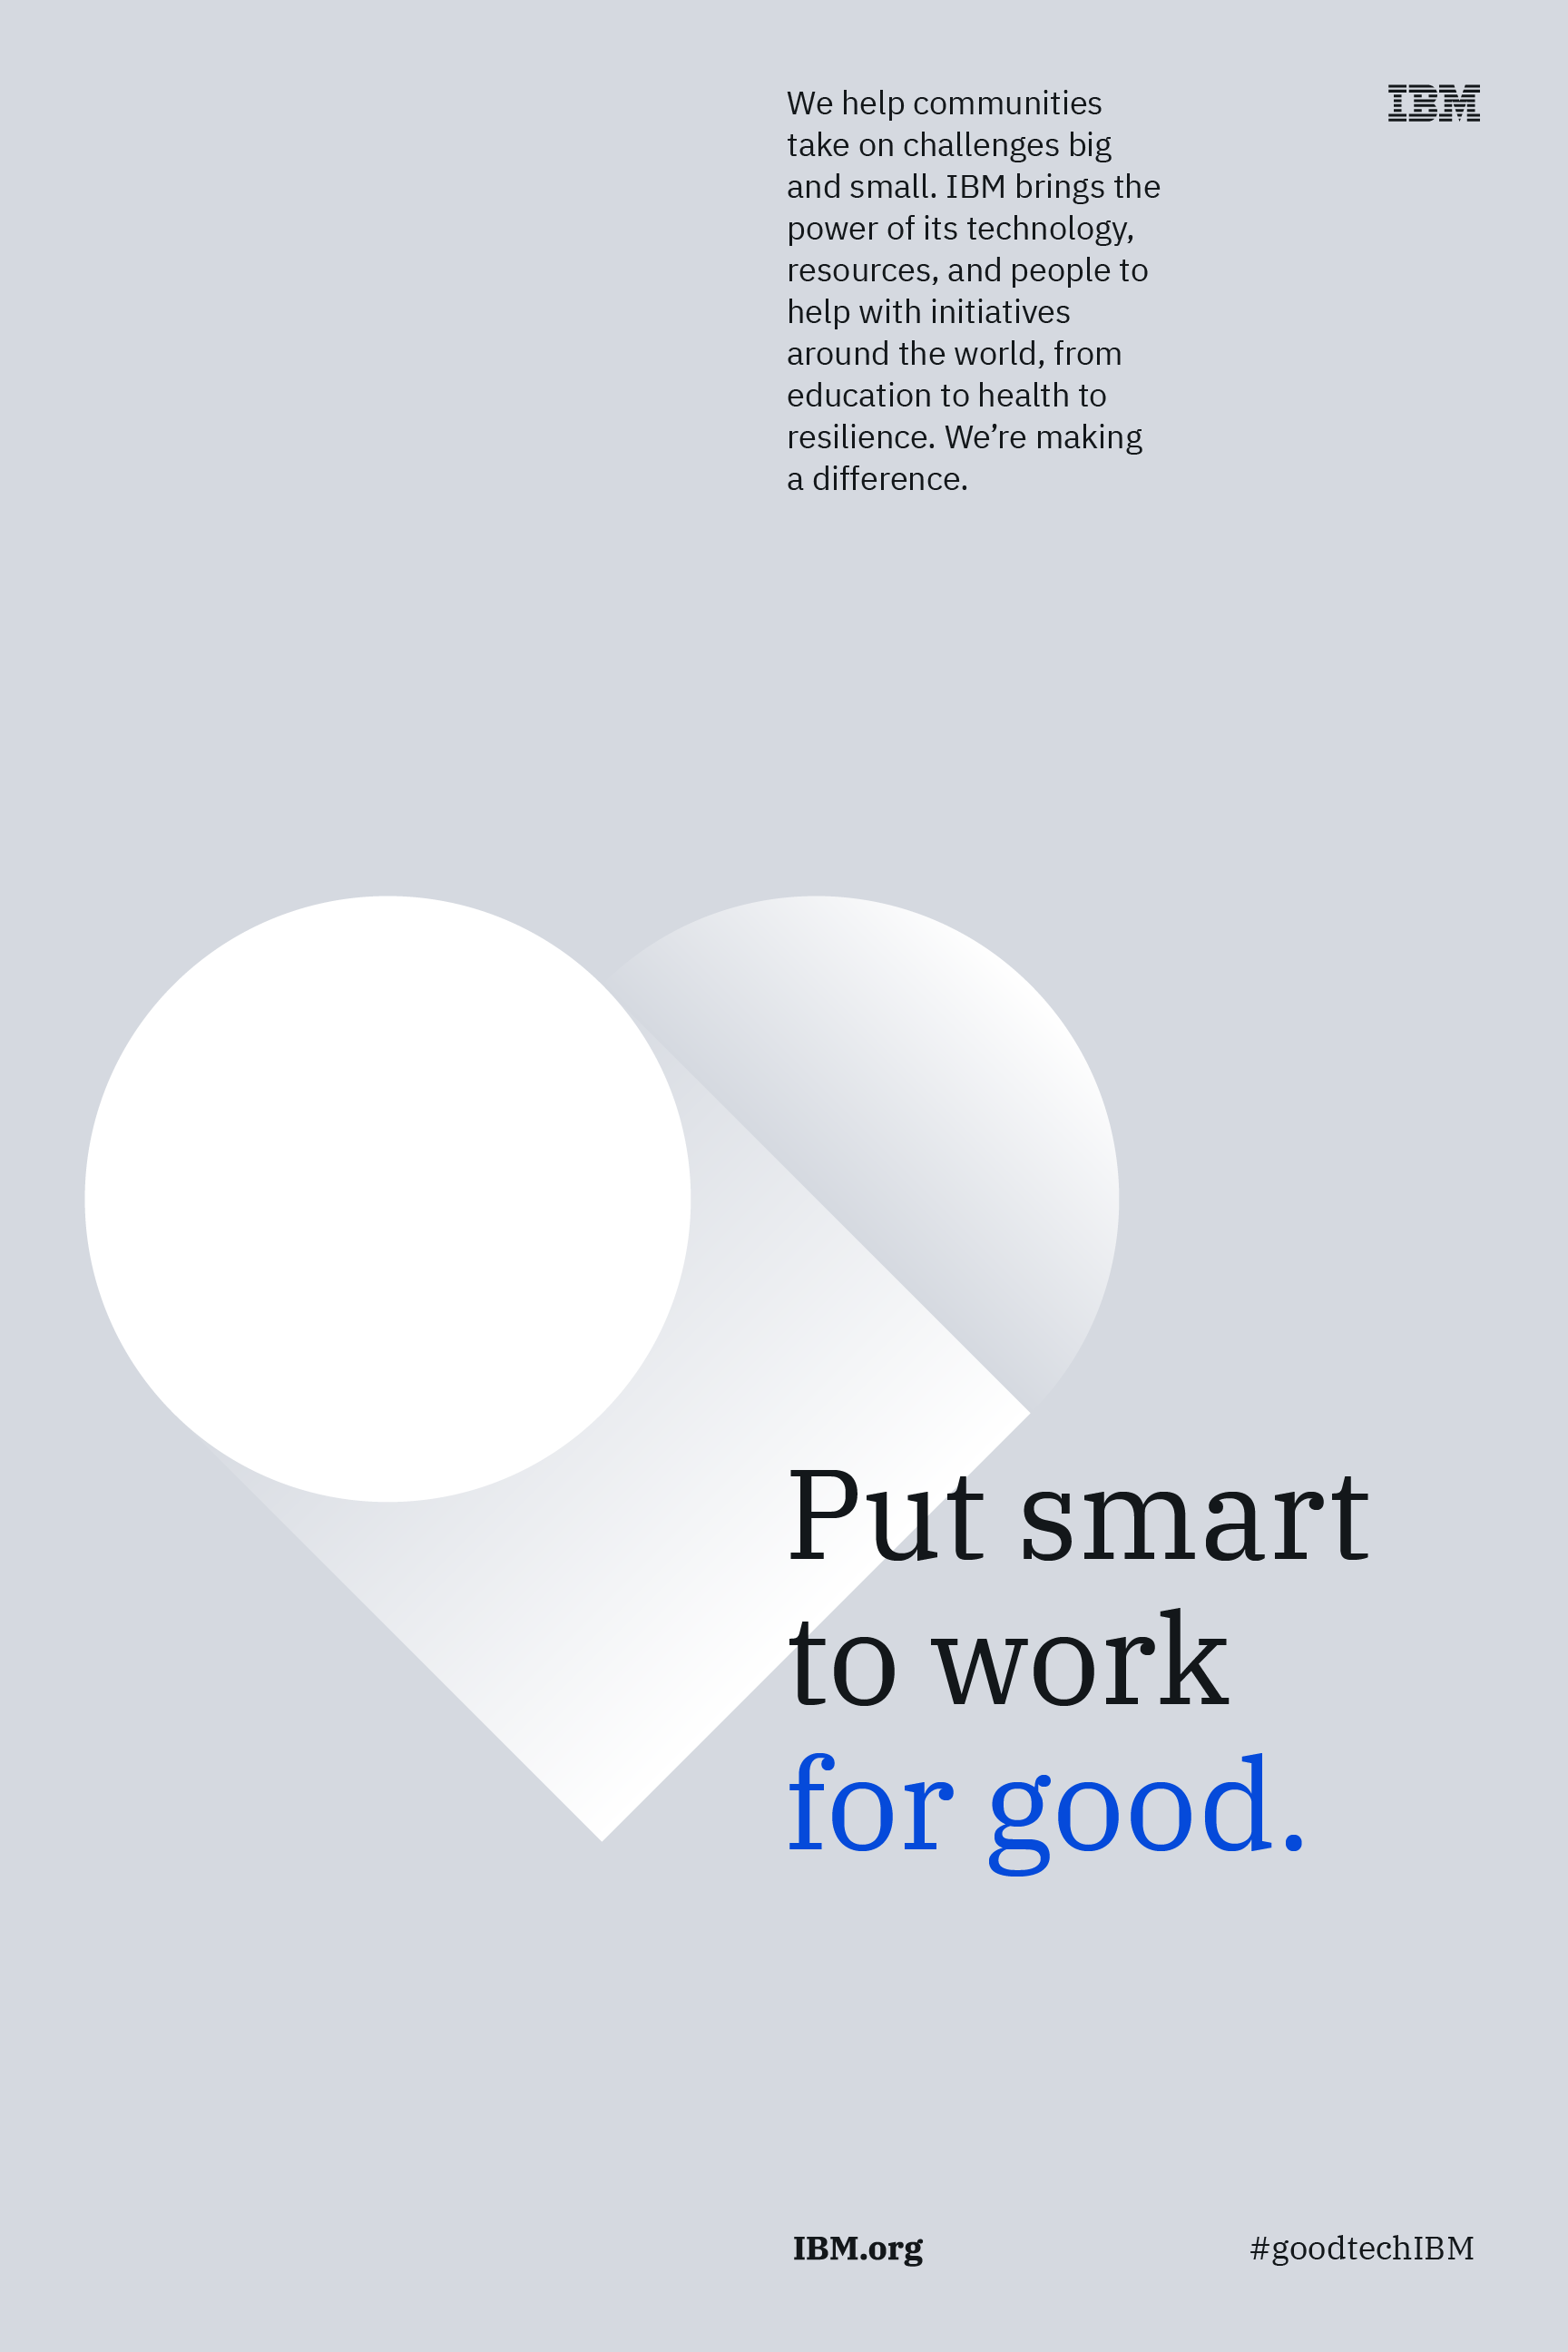 We help communities
take on challenges big
and small. IBM brings the
power of its technology,
resources, and people to
help with initiatives
around the world, from
education to health to
resilience. We’re making
a difference.
IBM
Put smart
to work
for good.
IBM.org
#goodtechIBM